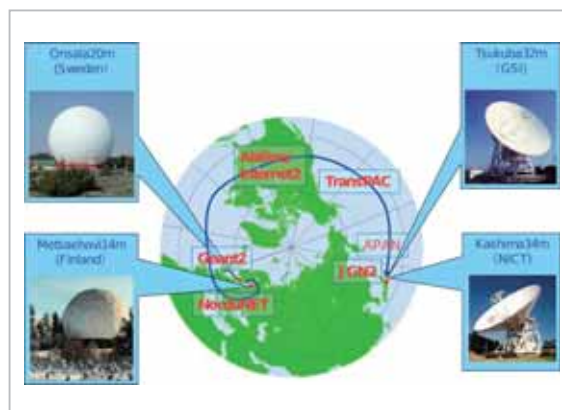 Onsala20m
(Sweden)
Tsukuba32m
(GSI)
Abilene
Internet2
TransPAC
Metsaehovi14m
(Finland)
Geant2
NorduNET
APAN
JGN2
Kashima34m
(NICT)